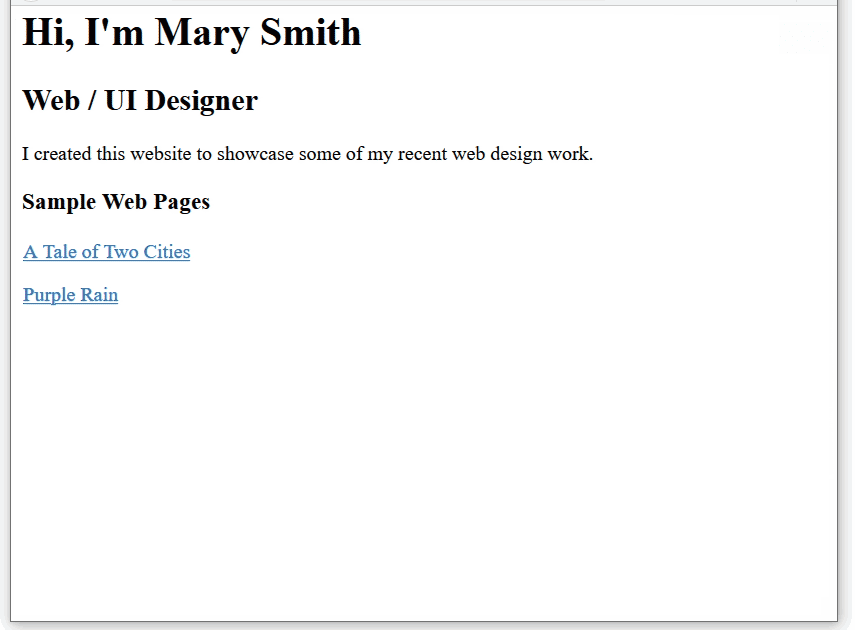 Hi, I'm Mary Smith
Web / UI Designer
I created this website to showcase some of my recent web design work.
Sample Web Pages
A Tale of Two Cities
Purple Rain